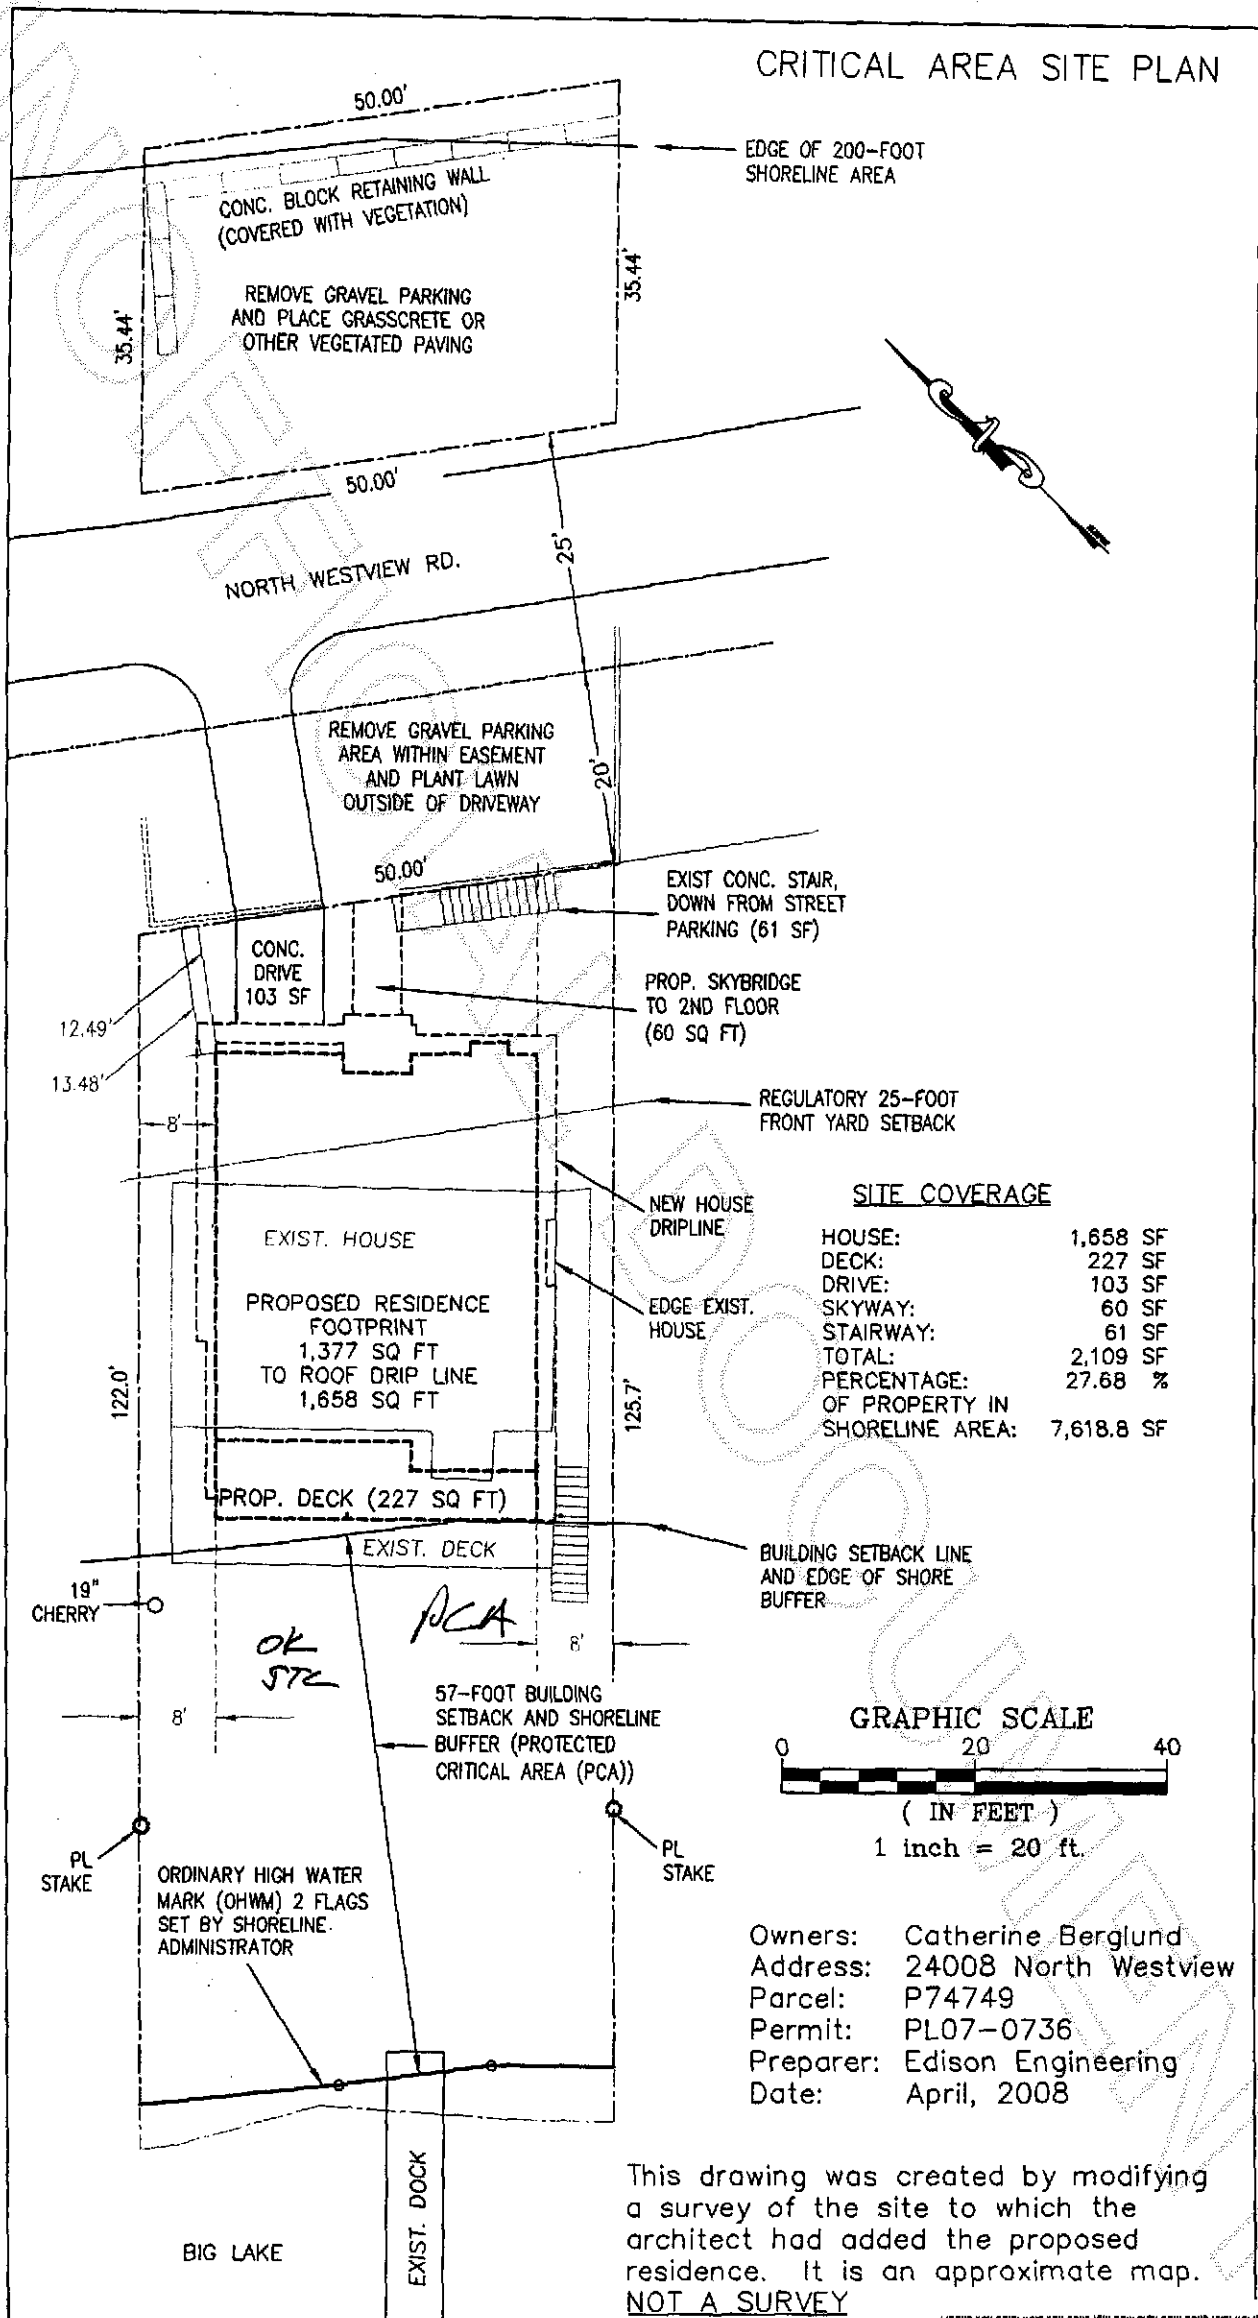 CRITICAL AREA SITE PLAN
50.00'
EDGE OF 200-FOOT
SHORELINE AREA
CONC. BLOCK RETAINING WALL
(COVERED WITH VEGETATION)
35.44'
35.44'
REMOVE GRAVEL PARKING
AND PLACE GRASSCRETE OR
OTHER VEGETATED PAVING
50.00'
NORTH WESTVIEW RD.
25'
REMOVE GRAVEL PARKING
AREA WITHIN EASEMENT
AND PLANT LAWN
OUTSIDE OF DRIVEWAY
20'
50.00'
EXIST CONC. STAIR,
DOWN FROM STREET
PARKING (61 SF)
CONC.
DRIVE
103 SF
PROP. SKYBRIDGE
TO 2ND FLOOR
(60 SQ FT)
12.49'
13.48'
8'
REGULATORY 25-FOOT
FRONT YARD SETBACK
NEW HOUSE
DRIPLINE
EXIST. HOUSE
EDGE EXIST.
HOUSE
PROPOSED RESIDENCE
FOOTPRINT
1,377 SQ FT
TO ROOF DRIP LINE
1,658 SQ FT
122.0'
125.7'
SITE COVERAGE
HOUSE: 1,658 SF
DECK: 227 SF
DRIVE: 103 SF
SKYWAY: 60 SF
STAIRWAY: 61 SF
TOTAL: 2,109 SF
PERCENTAGE: 27.68 %
OF PROPERTY IN
SHORELINE AREA: 7,618.8 SF
PROP. DECK (227 SQ FT)
EXIST. DECK
BUILDING SETBACK LINE
AND EDGE OF SHORE
BUFFER
19"
CHERRY
OK
PCA
8'
8'
57-FOOT BUILDING
SETBACK AND SHORELINE
BUFFER (PROTECTED
CRITICAL AREA (PCA))
GRAPHIC SCALE
0 20 40
( IN FEET )
1 inch = 20 ft.
PL
STAKE
PL
STAKE
ORDINARY HIGH WATER
MARK (OHWM) 2 FLAGS
SET BY SHORELINE
ADMINISTRATOR
Owners: Catherine Berglund
Address: 24008 North Westview
Parcel: P74749
Permit: PL07-0736
Preparer: Edison Engineering
Date: April, 2008
EXIST. DOCK
BIG LAKE
This drawing was created by modifying
a survey of the site to which the
architect had added the proposed
residence. It is an approximate map.
NOT A SURVEY